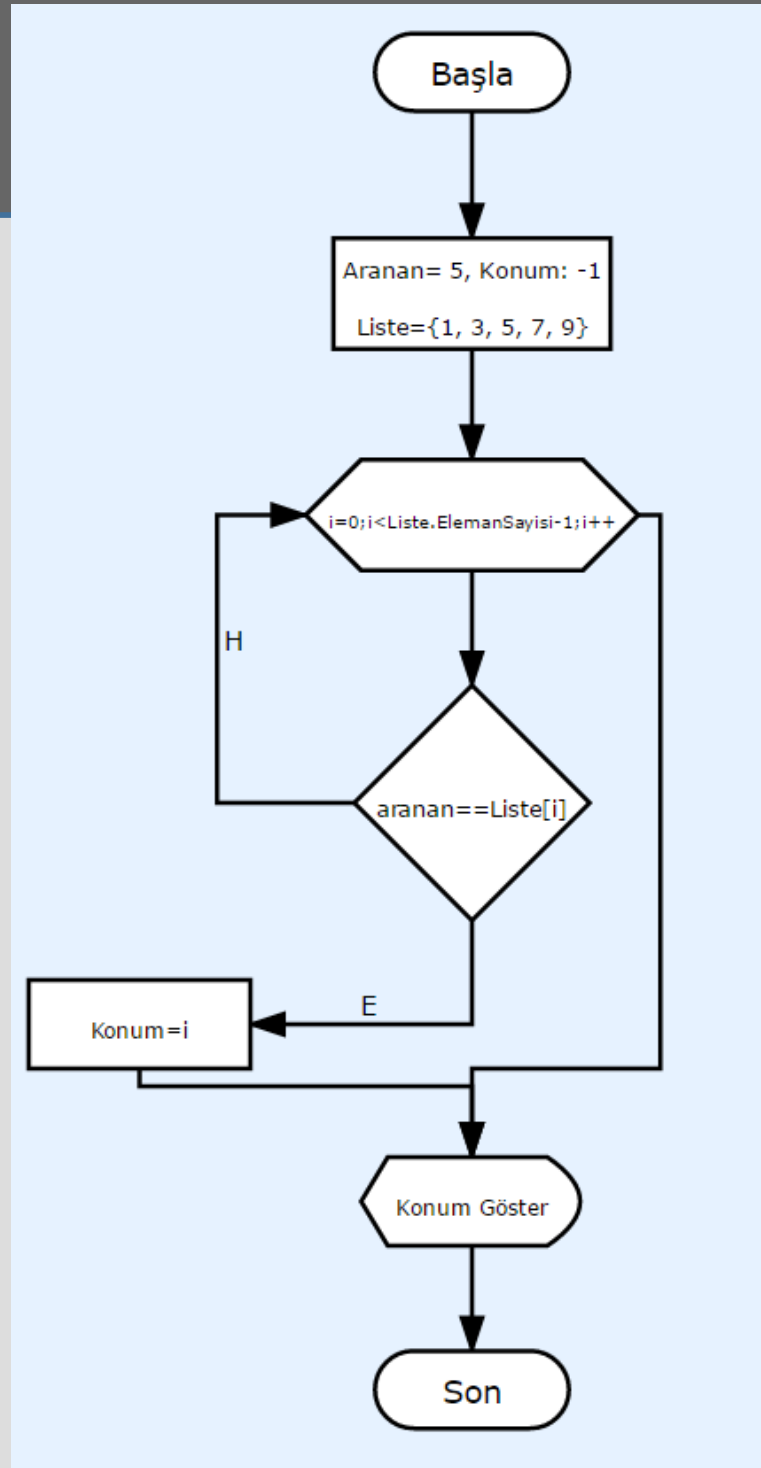 Başla
Aranan= 5, Konum: -1
Liste={1, 3, 5, 7, 9}
i=0;i<Liste.ElemanSayisi-1;i++
H
aranan==Liste[i]
E
Konum=i
Konum Göster
Son